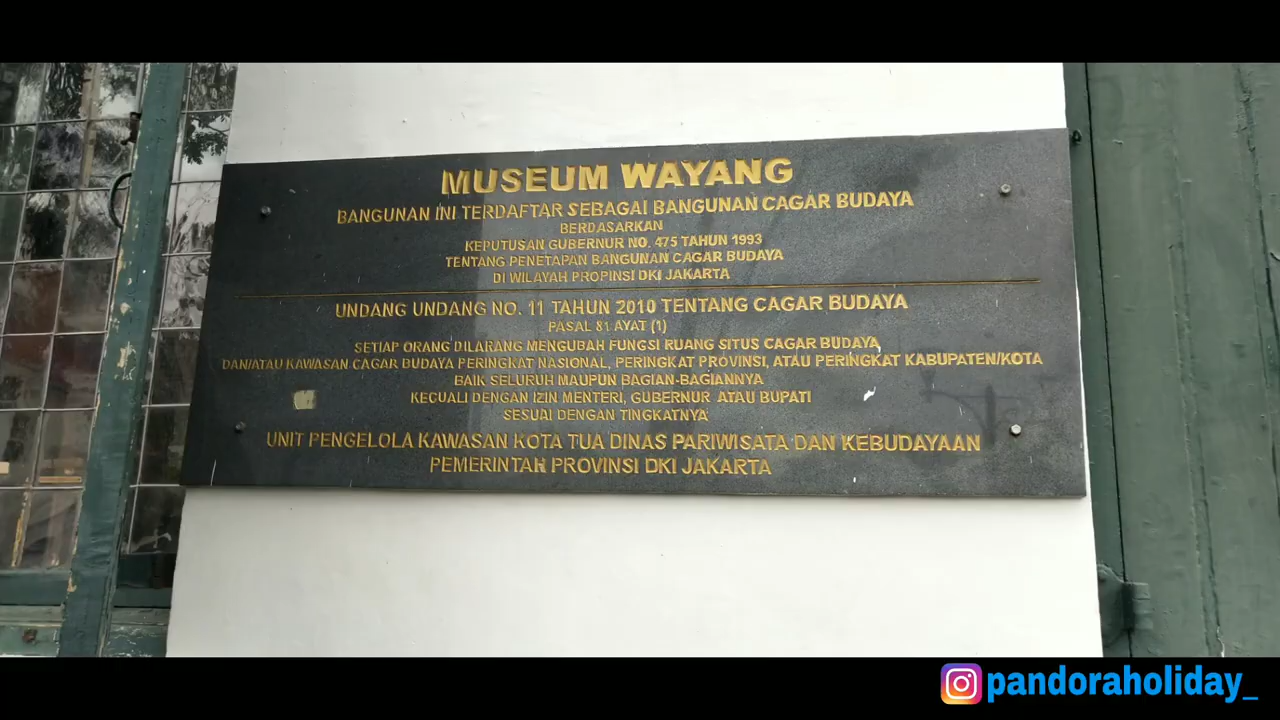 MUSEUM WAYANG
BANGUNAN INI TERDAFTAR SEBAGAI BANGUNAN CAGAR BUDAYA
BERDASARKAN
KEPUTUSAN GUBERNUR NO. 475 TAHUN 1993
TENTANG PENETAPAN BANGUNAN CAGAR BUDAYA
DI WILAYAH PROPINSI DKI JAKARTA
UNDANG UNDANG NO. 11 TAHUN 2010 TENTANG CAGAR BUDAYA
PASAL 81 AYAT (1)
SETIAP ORANG DILARANG MENGUBAH FUNGSI RUANG SITUS CAGAR BUDAYA,
DAN/ATAU KAWASAN CAGAR BUDAYA PERINGKAT NASIONAL, PERINGKAT PROVINSI, ATAU PERINGKAT KABUPATEN/KOTA
BAIK SELURUH MAUPUN BAGIAN-BAGIANNYA
KECUALI DENGAN IZIN MENTERI, GUBERNUR ATAU BUPATI
SESUAI DENGAN TINGKATNYA
UNIT PENGELOLA KAWASAN KOTA TUA DINAS PARIWISATA DAN KEBUDAYAAN
PEMERINTAH PROVINSI DKI JAKARTA
pandoraholiday_